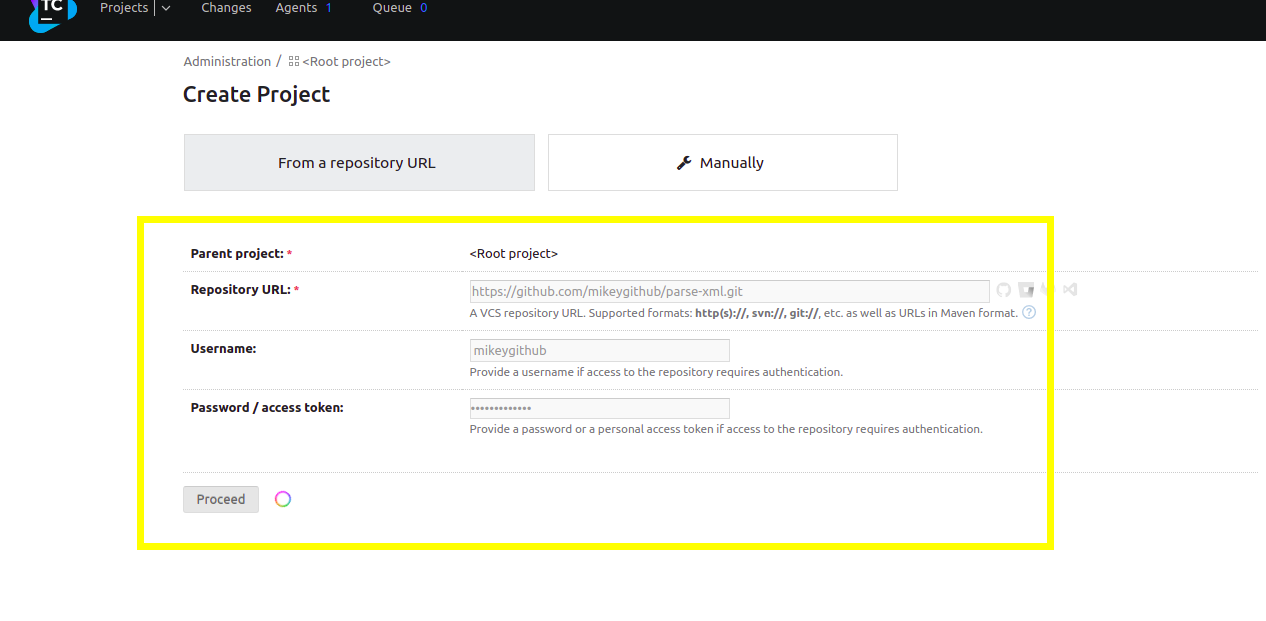 TC
Projects Changes Agents 1 Queue 0
Administration / <Root project>
Create Project
From a repository URL
Manually
Parent project: * <Root project>
Repository URL: * https://github.com/mikeygithub/parse-xml.git
A VCS repository URL. Supported formats: http(s)://, svn://, git://, etc. as well as URLs in Maven format. ?
Username: mikeygithub
Provide a username if access to the repository requires authentication.
Password / access token: •••••••••••••
Provide a password or a personal access token if access to the repository requires authentication.
Proceed